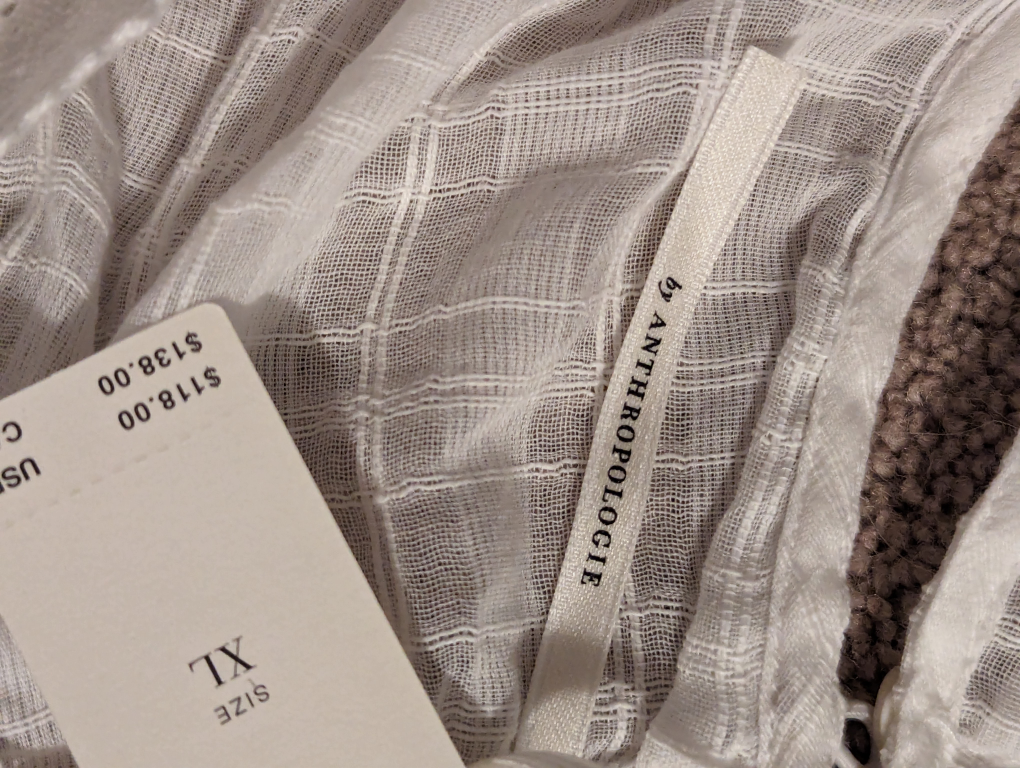 by ANTHROPOLOGIE
SIZE
XL
$118.00
$138.00